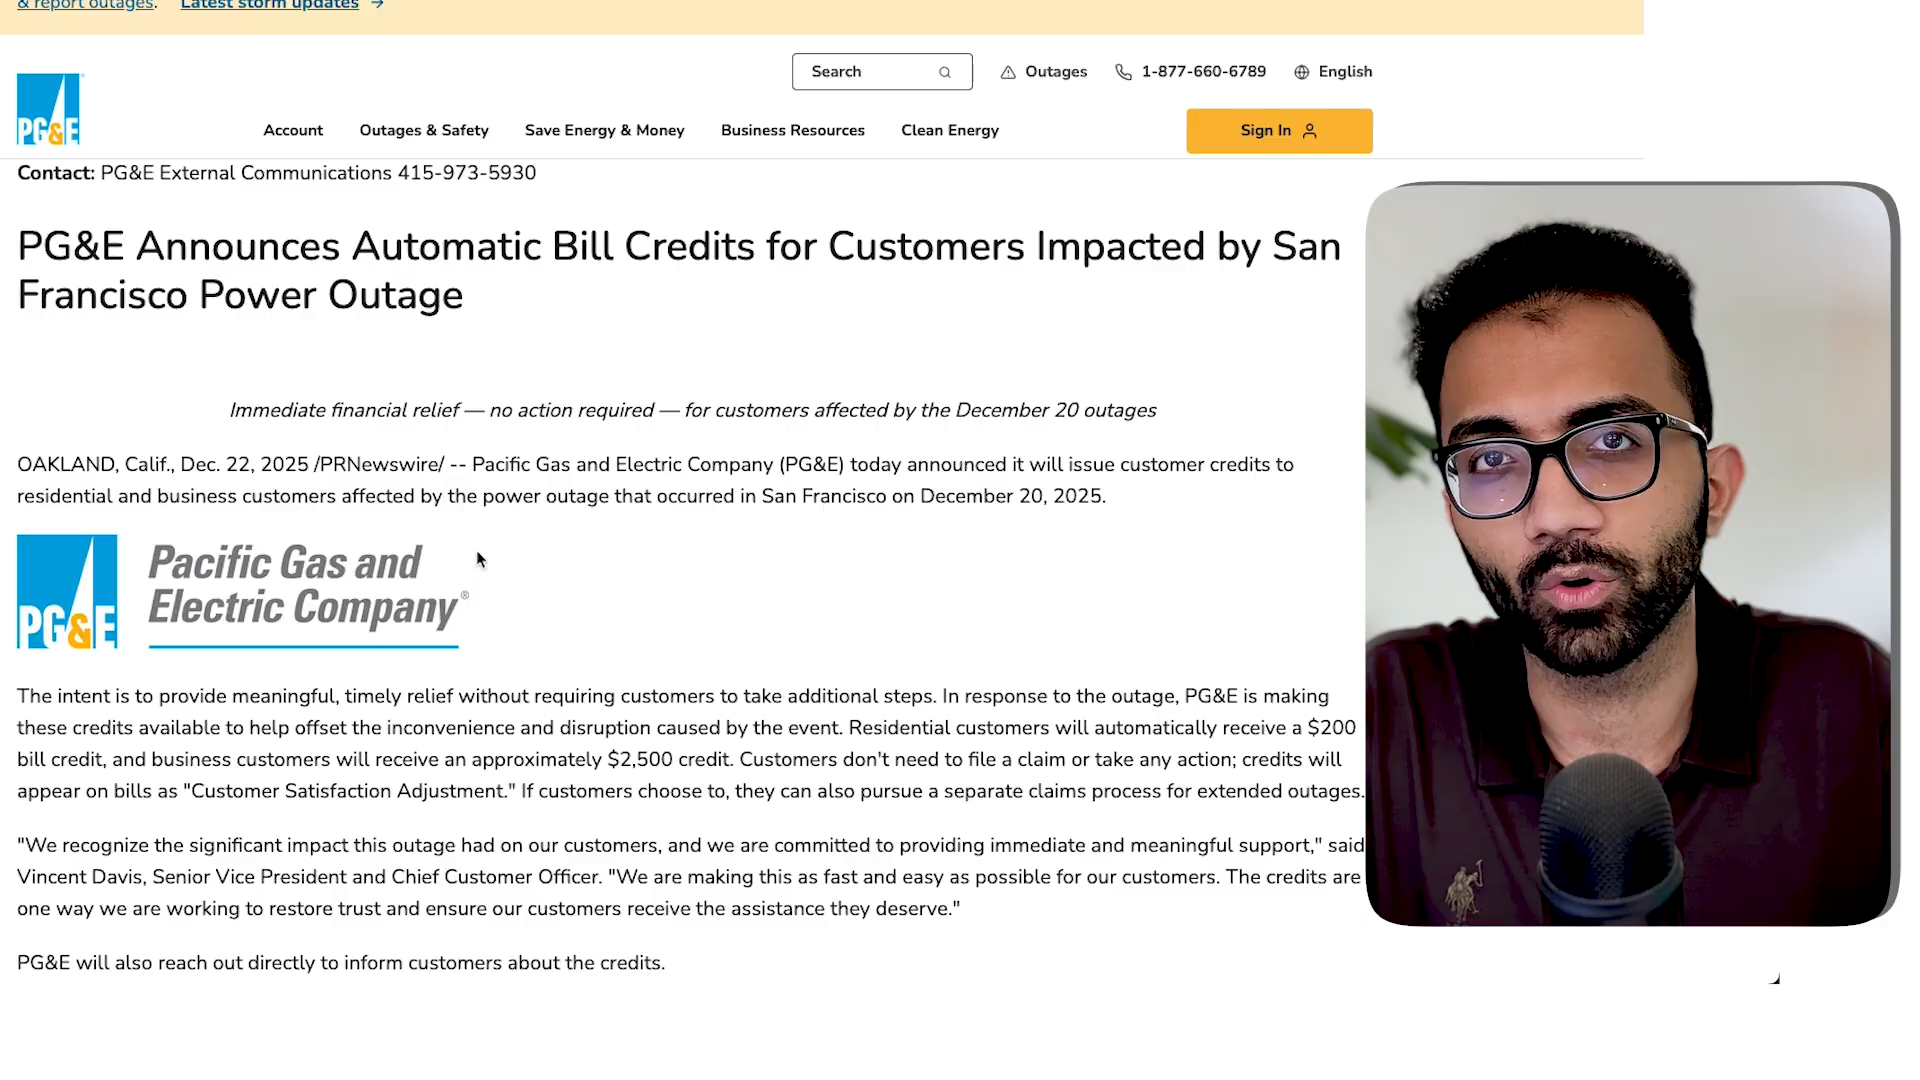 & report outages. Latest storm updates →
Search
Outages
1-877-660-6789
English
PG&E
Account
Outages & Safety
Save Energy & Money
Business Resources
Clean Energy
Sign In
Contact: PG&E External Communications 415-973-5930
PG&E Announces Automatic Bill Credits for Customers Impacted by San
Francisco Power Outage
Immediate financial relief — no action required — for customers affected by the December 20 outages
OAKLAND, Calif., Dec. 22, 2025 /PRNewswire/ -- Pacific Gas and Electric Company (PG&E) today announced it will issue customer credits to
residential and business customers affected by the power outage that occurred in San Francisco on December 20, 2025.
PG&E
Pacific Gas and
Electric Company®
The intent is to provide meaningful, timely relief without requiring customers to take additional steps. In response to the outage, PG&E is making
these credits available to help offset the inconvenience and disruption caused by the event. Residential customers will automatically receive a $200
bill credit, and business customers will receive an approximately $2,500 credit. Customers don't need to file a claim or take any action; credits will
appear on bills as "Customer Satisfaction Adjustment." If customers choose to, they can also pursue a separate claims process for extended outages.
"We recognize the significant impact this outage had on our customers, and we are committed to providing immediate and meaningful support," said
Vincent Davis, Senior Vice President and Chief Customer Officer. "We are making this as fast and easy as possible for our customers. The credits are
one way we are working to restore trust and ensure our customers receive the assistance they deserve."
PG&E will also reach out directly to inform customers about the credits.